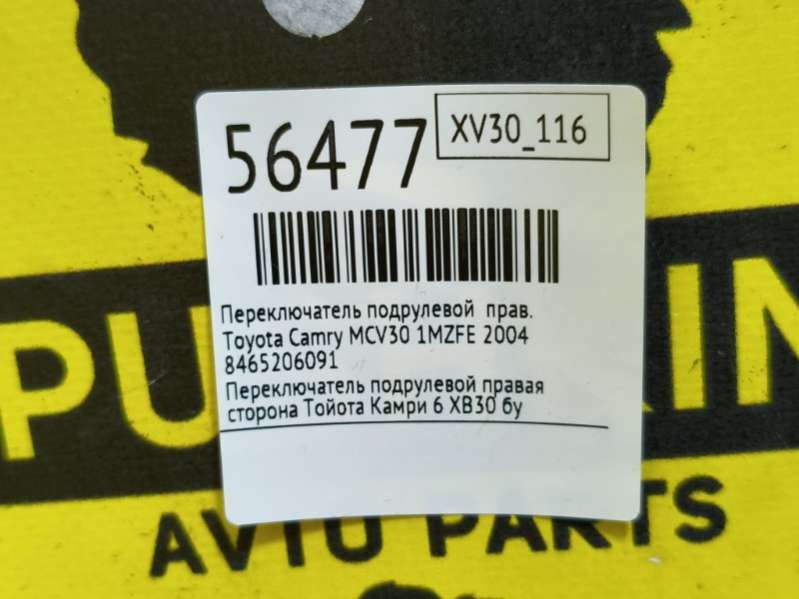 56477
XV30_116
Переключатель подрулевой прав.
Toyota Camry MCV30 1MZFE 2004
8465206091
Переключатель подрулевой правая
сторона Тойота Камри 6 ХВ30 бу
AVTO PARTS